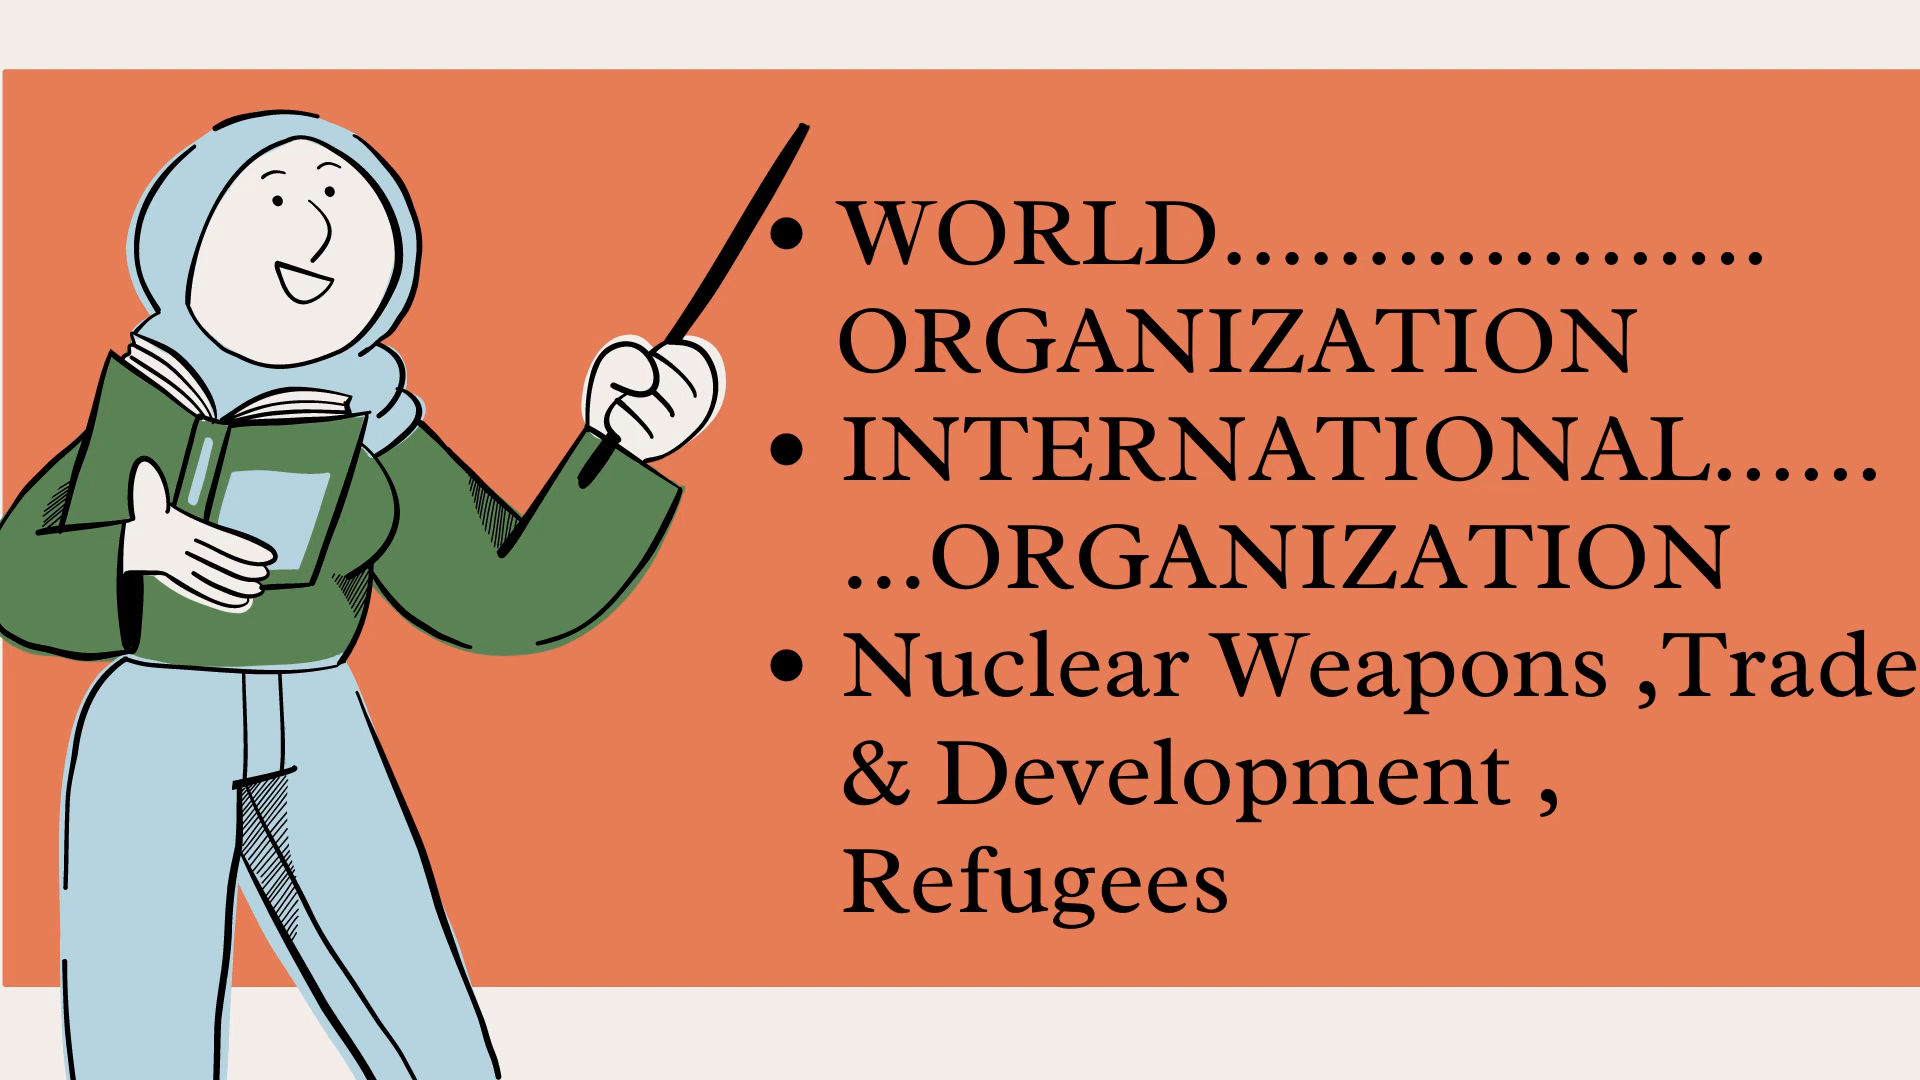 • WORLD...................
ORGANIZATION
• INTERNATIONAL......
...ORGANIZATION
• Nuclear Weapons ,Trade
& Development ,
Refugees